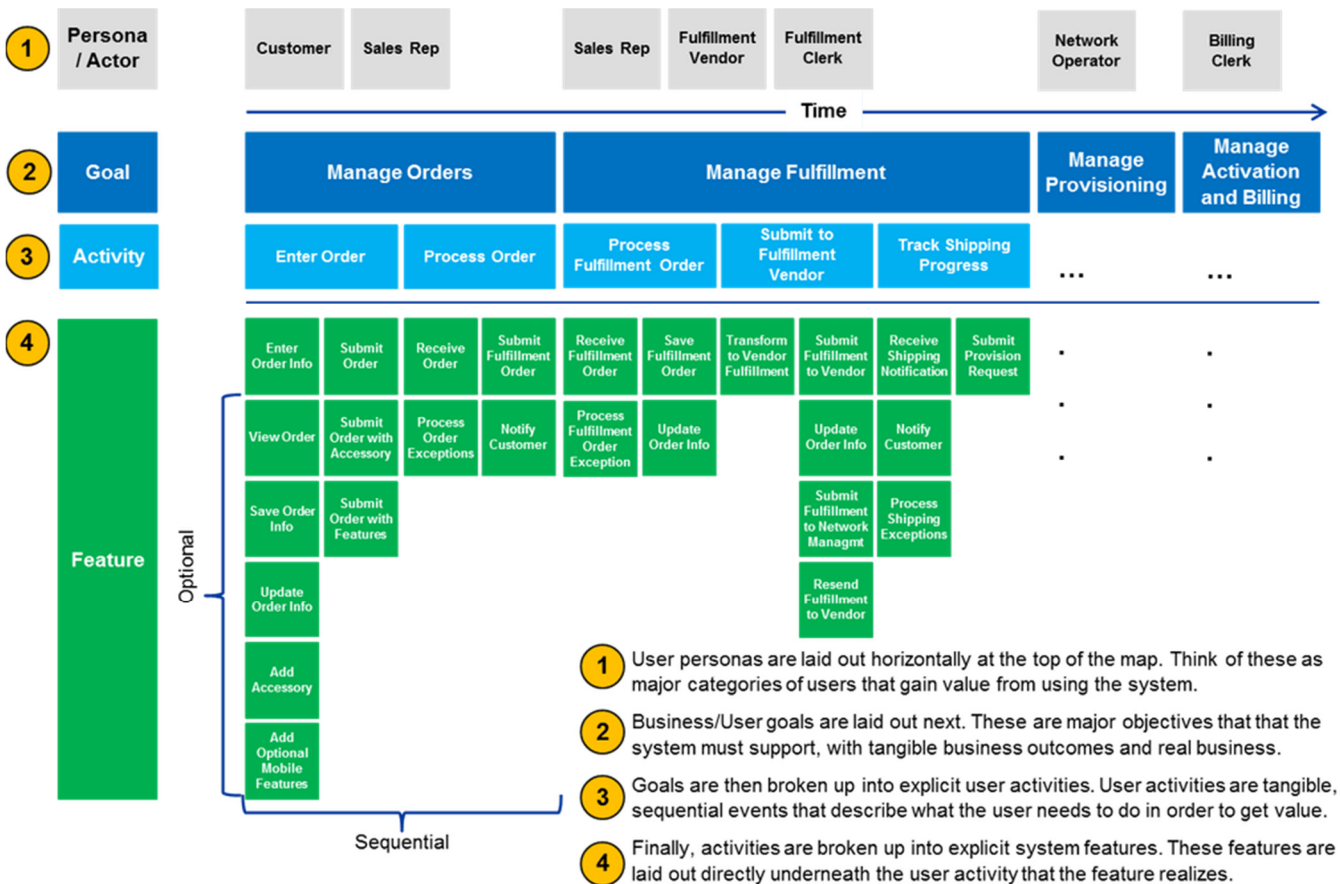 1
Persona
/ Actor
Customer
Sales Rep
Sales Rep
Fulfillment
Vendor
Fulfillment
Clerk
Network
Operator
Billing
Clerk
Time
2
Goal
Manage Orders
Manage Fulfillment
Manage
Provisioning
Manage
Activation
and Billing
3
Activity
Enter Order
Process Order
Process
Fulfillment Order
Submit to
Fulfillment
Vendor
Track Shipping
Progress
...
...
4
Feature
Optional
Enter
Order Info
Submit
Order
Receive
Order
Submit
Fulfillment
Order
Receive
Fulfillment
Order
Save
Fulfillment
Order
Transform
to Vendor
Fulfillment
Submit
Fulfillment
to Vendor
Receive
Shipping
Notification
Submit
Provision
Request
View Order
Submit
Order with
Accessory
Process
Order
Exceptions
Notify
Customer
Process
Fulfillment
Order
Exception
Update
Order Info
Update
Order Info
Notify
Customer
Save Order
Info
Submit
Order with
Features
Submit
Fulfillment
to Network
Managmt
Process
Shipping
Exceptions
Update
Order Info
Resend
Fulfillment
to Vendor
Add
Accessory
Add
Optional
Mobile
Features
Sequential
1
User personas are laid out horizontally at the top of the map. Think of these as
major categories of users that gain value from using the system.
2
Business/User goals are laid out next. These are major objectives that that the
system must support, with tangible business outcomes and real business.
3
Goals are then broken up into explicit user activities. User activities are tangible,
sequential events that describe what the user needs to do in order to get value.
4
Finally, activities are broken up into explicit system features. These features are
laid out directly underneath the user activity that the feature realizes.